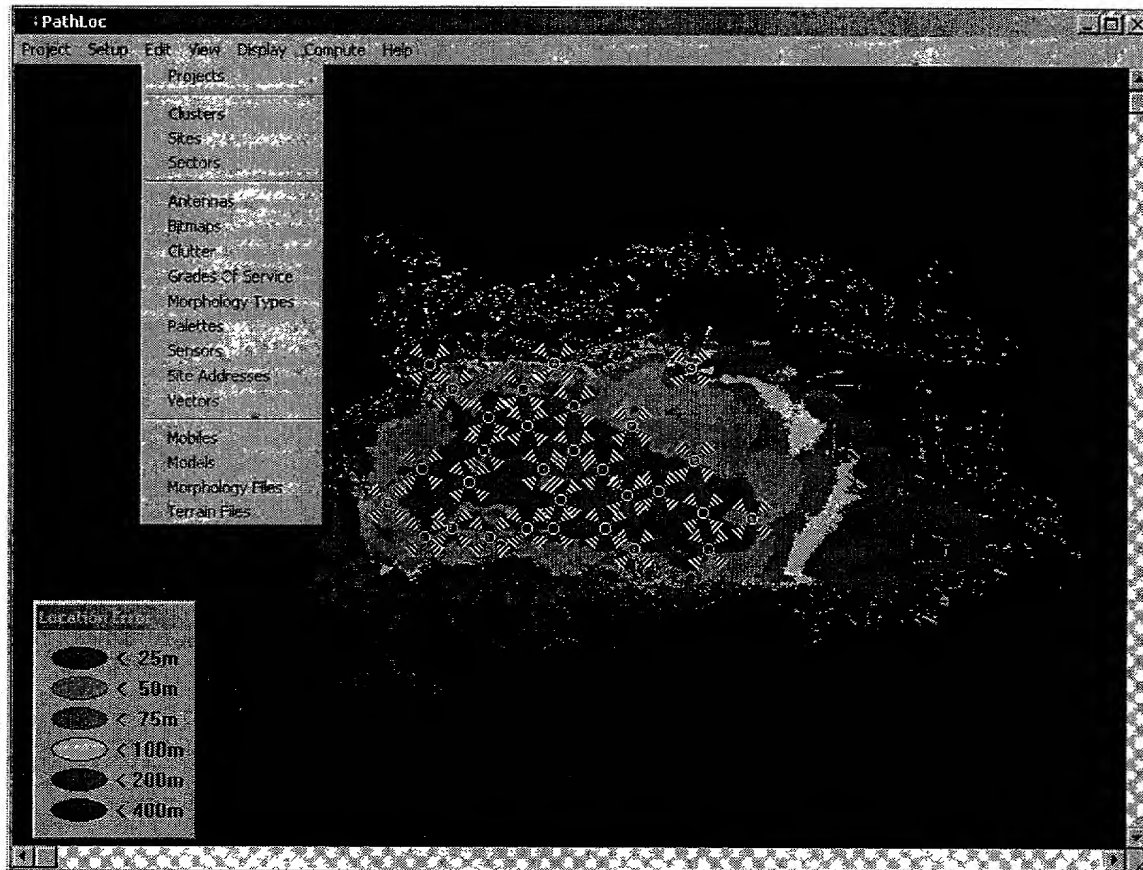 PathLoc
Project Setup Edit View Display Compute Help
Projects
Clusters
Sites
Sectors
Antennas
Bitmaps
Clutter
Grades Of Service
Morphology Types
Palettes
Sensors
Site Addresses
Vectors
Mobiles
Models
Morphology Files
Terrain Files
Location Error
< 25m
< 50m
< 75m
< 100m
< 200m
< 400m